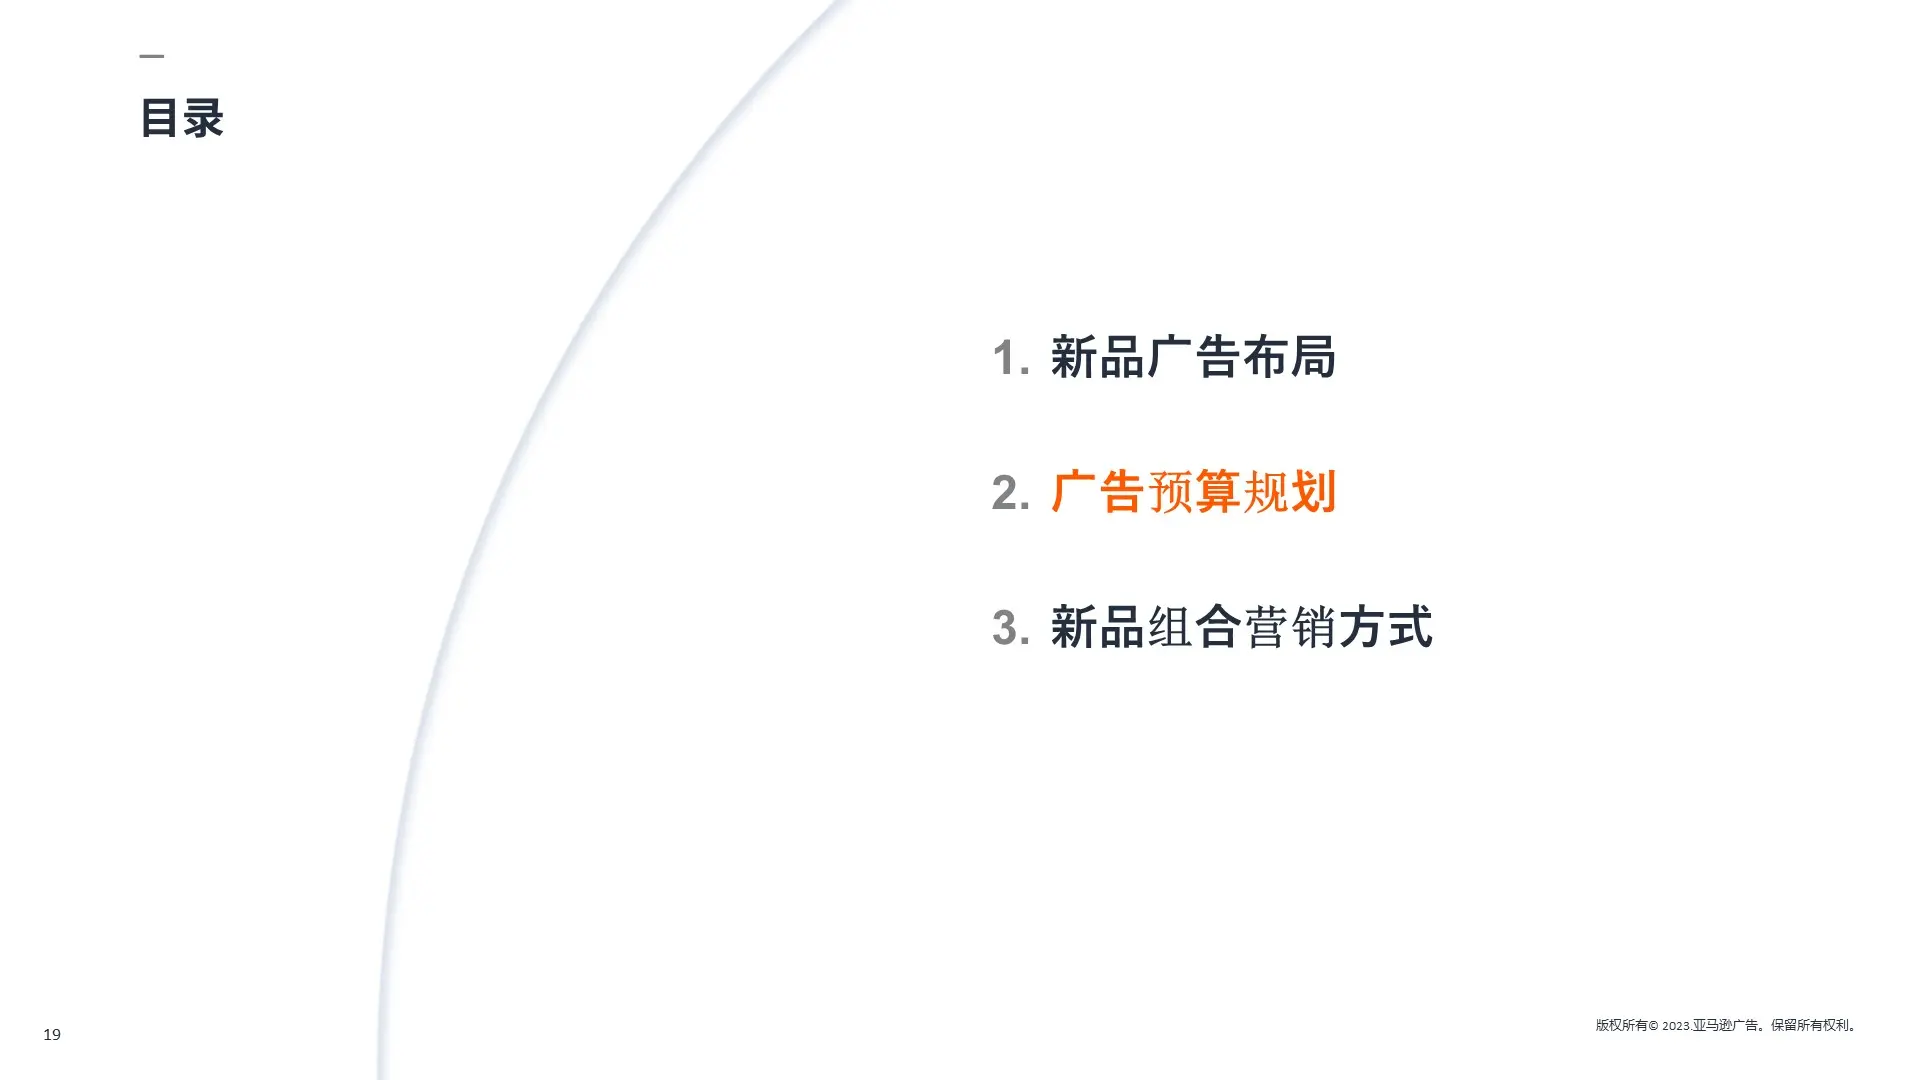 目录
1. 新品广告布局
2. 广告预算规划
3. 新品组合营销方式
19
版权所有© 2023.亚马逊广告。保留所有权利。